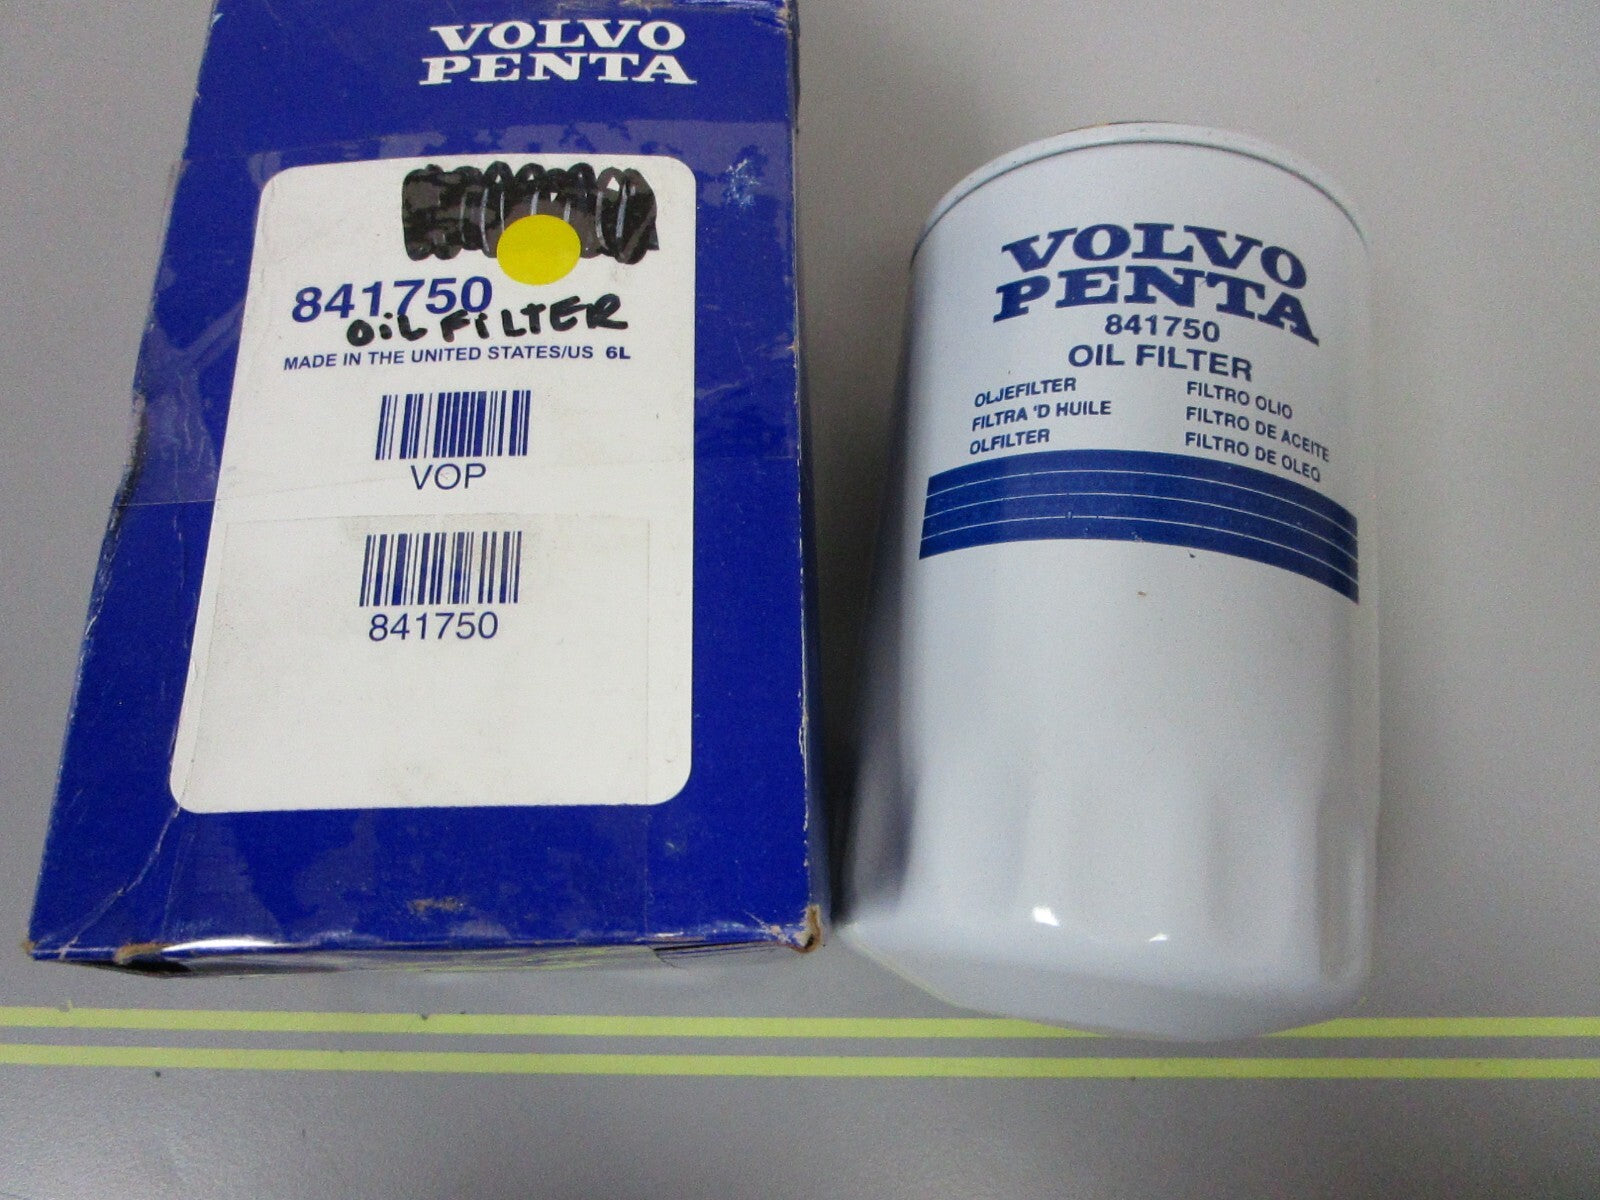 VOLVO
PENTA
841750
OiL FiLTER
MADE IN THE UNITED STATES/US 6L
VOP
841750
VOLVO
PENTA
841750
OIL FILTER
OLJEFILTER
FILTRA 'D HUILE
OLFILTER
FILTRO OLIO
FILTRO DE ACEITE
FILTRO DE OLEO